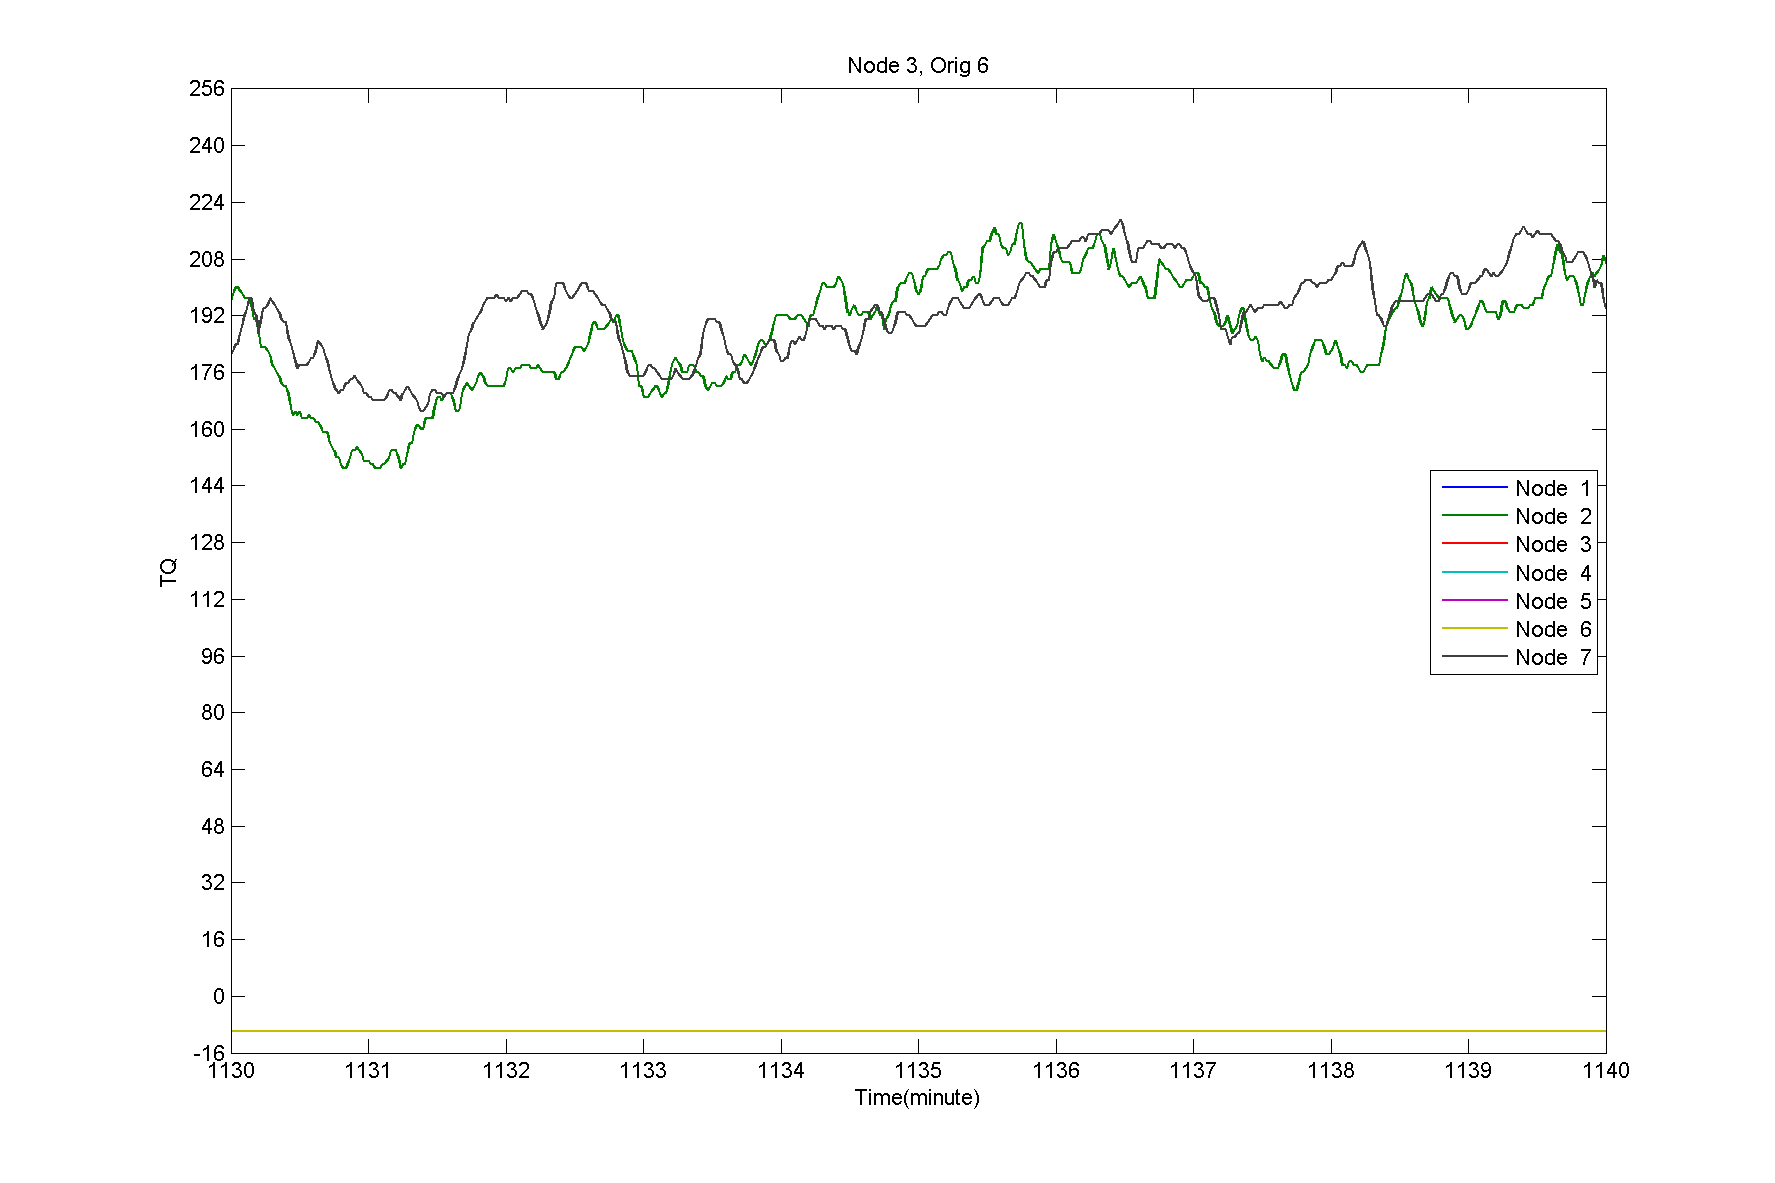 Node 3, Orig 6
256
240
224
208
192
176
160
144
128
112
96
80
64
48
32
16
0
-16
TQ
Node 1
Node 2
Node 3
Node 4
Node 5
Node 6
Node 7
1130 1131 1132 1133 1134 1135 1136 1137 1138 1139 1140
Time(minute)